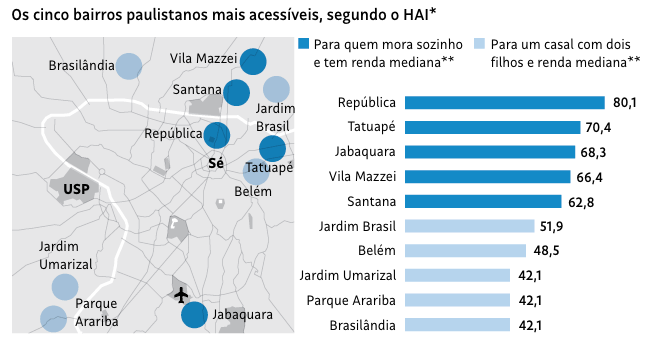 Os cinco bairros paulistanos mais acessíveis, segundo o HAI*
Brasilândia
Vila Mazzei
Santana
Jardim
Brasil
República
Sé
Tatuapé
Belém
USP
Jardim
Umarizal
Parque
Arariba
Jabaquara
Para quem mora sozinho
e tem renda mediana**
Para um casal com dois
filhos e renda mediana**
República 80,1
Tatuapé 70,4
Jabaquara 68,3
Vila Mazzei 66,4
Santana 62,8
Jardim Brasil 51,9
Belém 48,5
Jardim Umarizal 42,1
Parque Arariba 42,1
Brasilândia 42,1